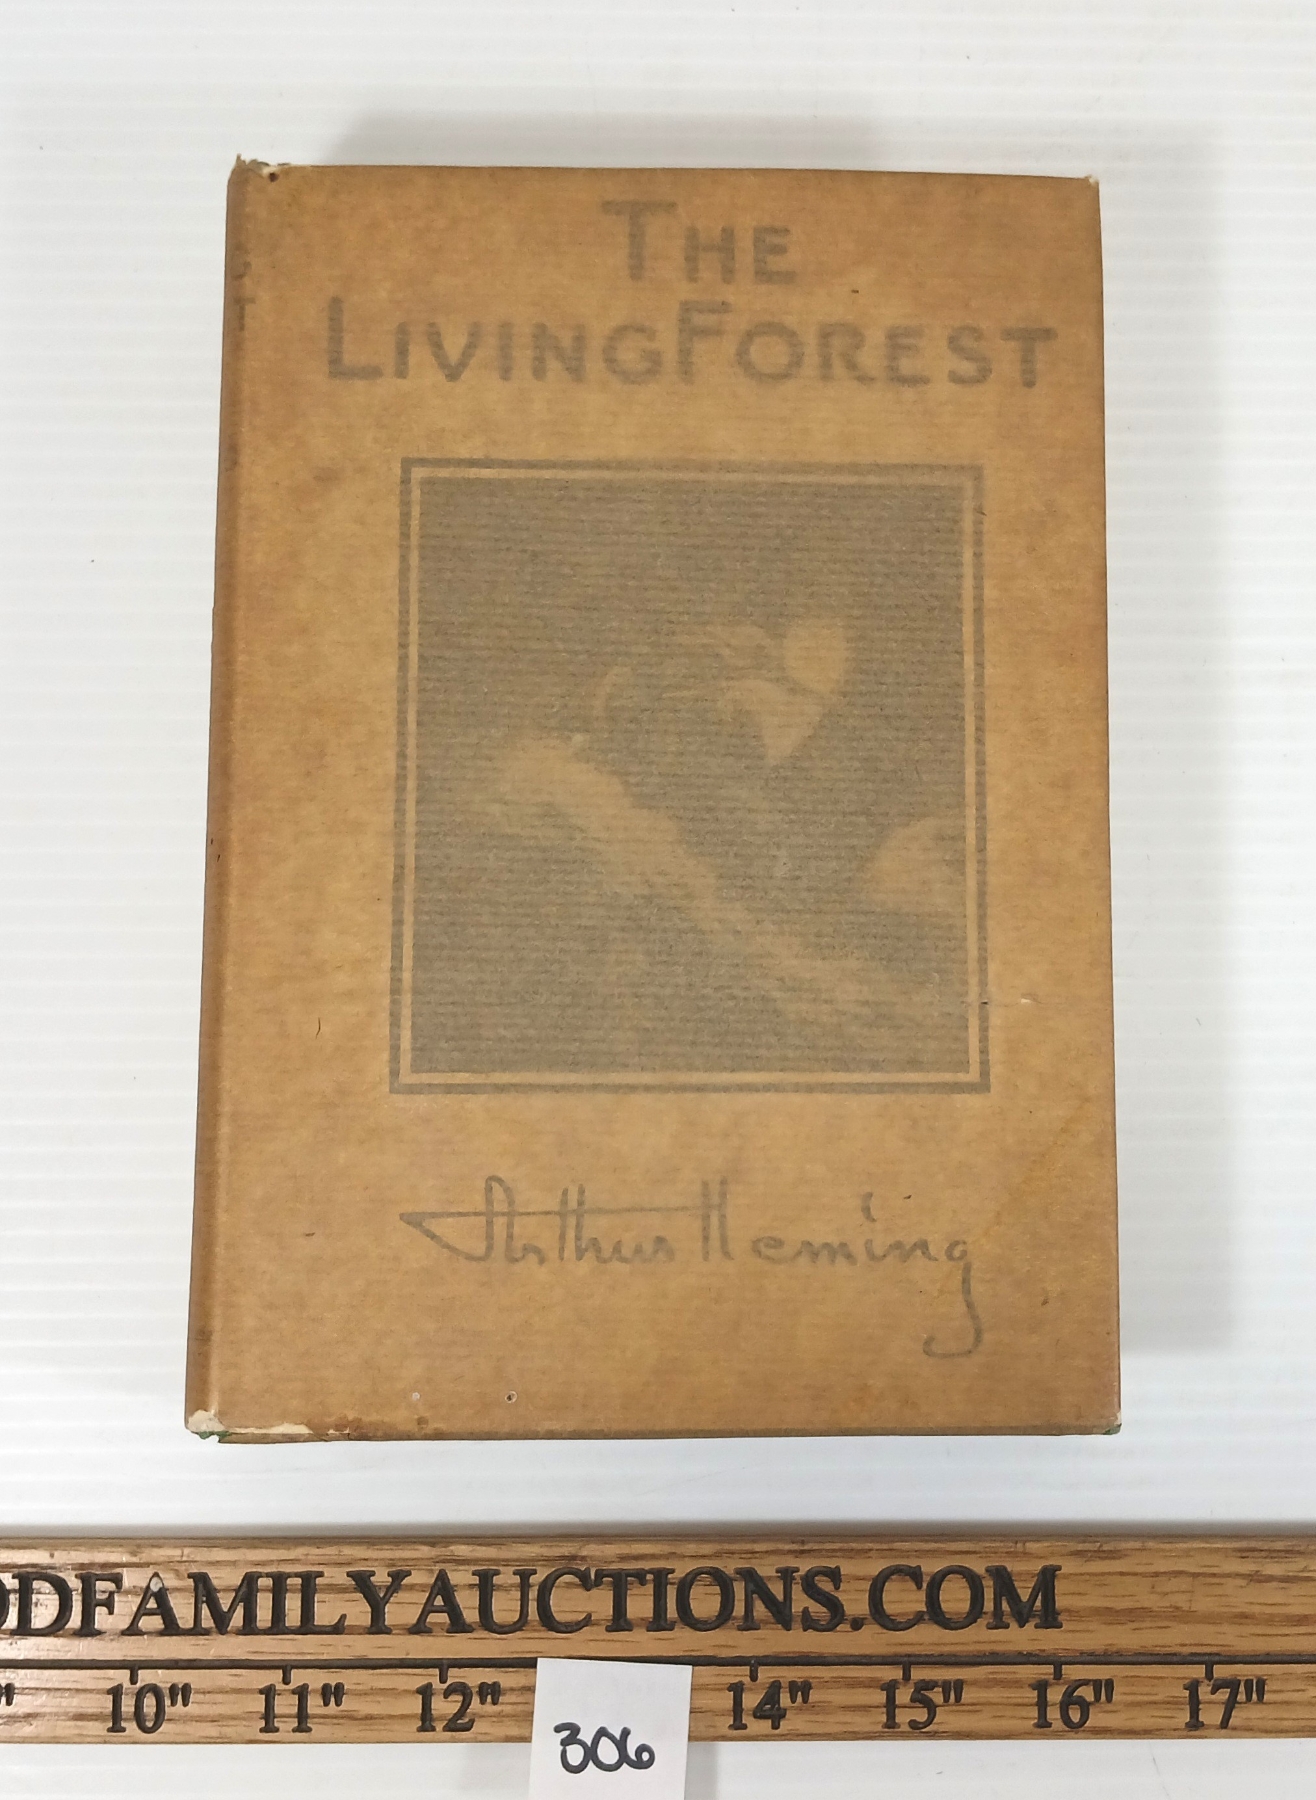 THE
LIVING FOREST
Arthur Heming
DFAMILYAUCTIONS.COM
10" 11" 12" 14" 15" 16" 17"
306